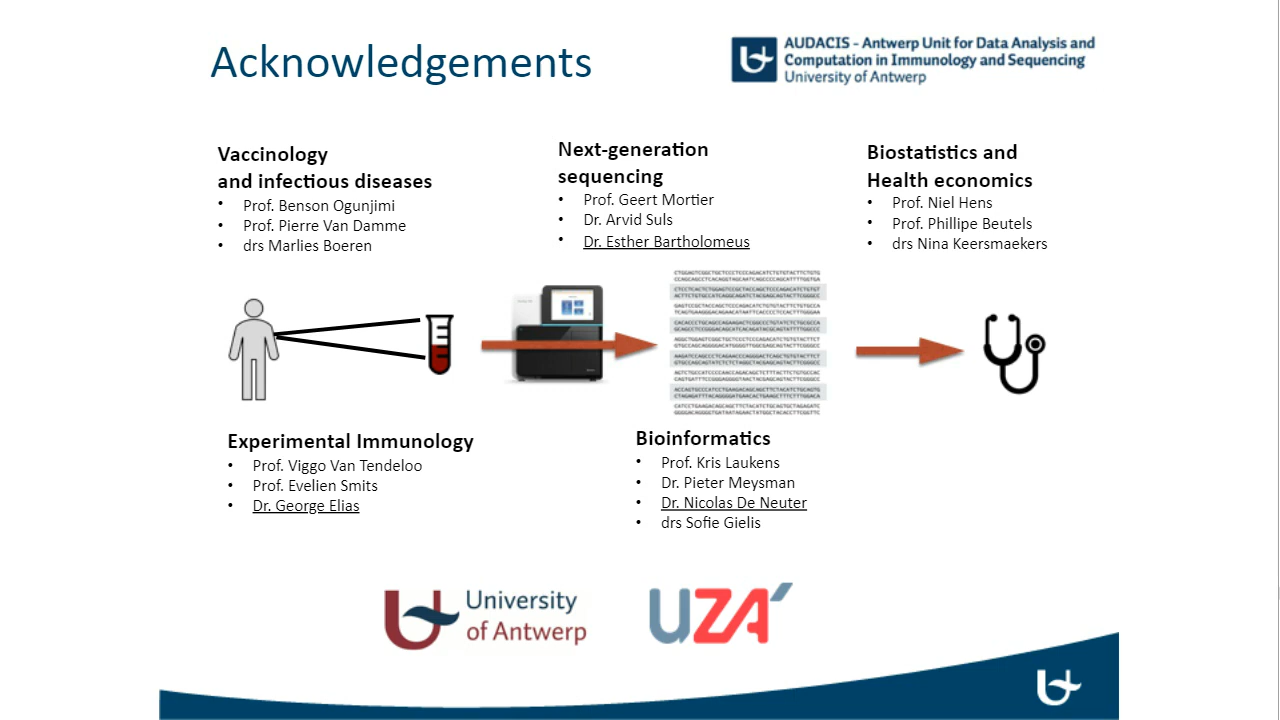 Acknowledgements
AUDACIS - Antwerp Unit for Data Analysis and
Computation in Immunology and Sequencing
University of Antwerp
Vaccinology
and infectious diseases
• Prof. Benson Ogunjimi
• Prof. Pierre Van Damme
• drs Marlies Boeren
Next-generation
sequencing
• Prof. Geert Mortier
• Dr. Arvid Suls
• Dr. Esther Bartholomeus
Biostatistics and
Health economics
• Prof. Niel Hens
• Prof. Phillipe Beutels
• drs Nina Keersmaekers
Experimental Immunology
• Prof. Viggo Van Tendeloo
• Prof. Evelien Smits
• Dr. George Elias
Bioinformatics
• Prof. Kris Laukens
• Dr. Pieter Meysman
• Dr. Nicolas De Neuter
• drs Sofie Gielis
University
of Antwerp
UZA